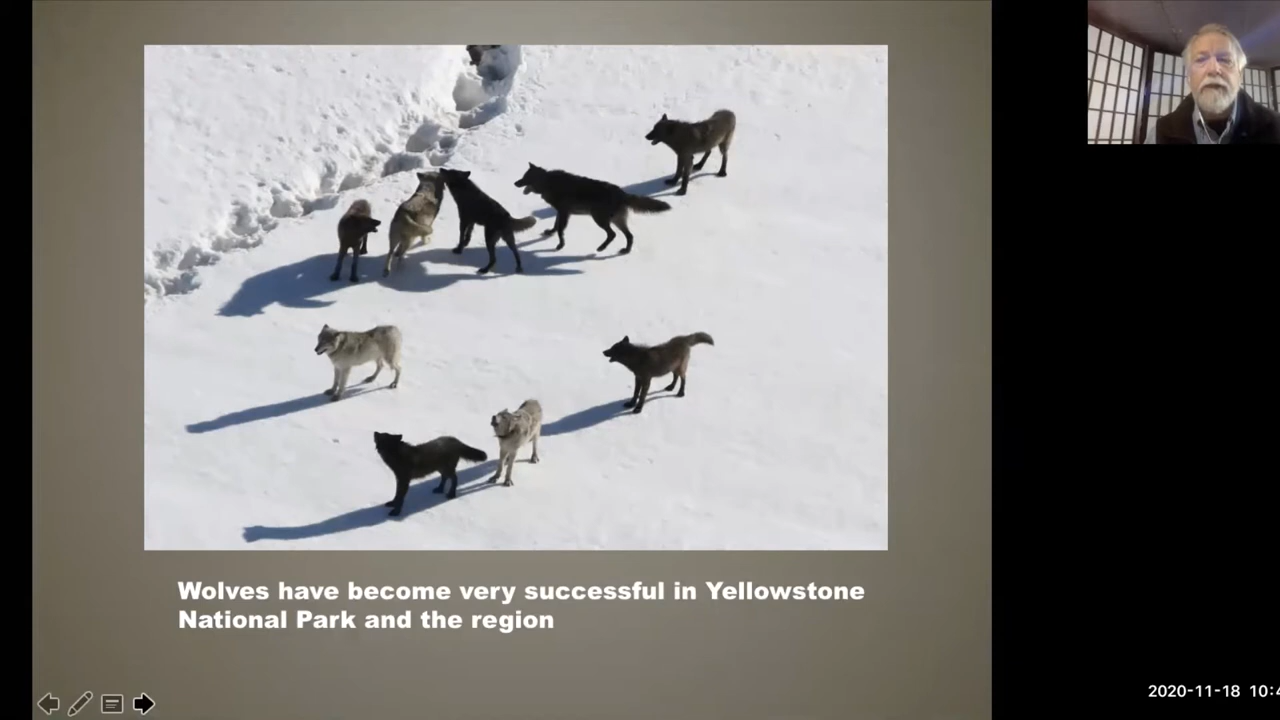 Wolves have become very successful in Yellowstone
National Park and the region
2020-11-18 10:4